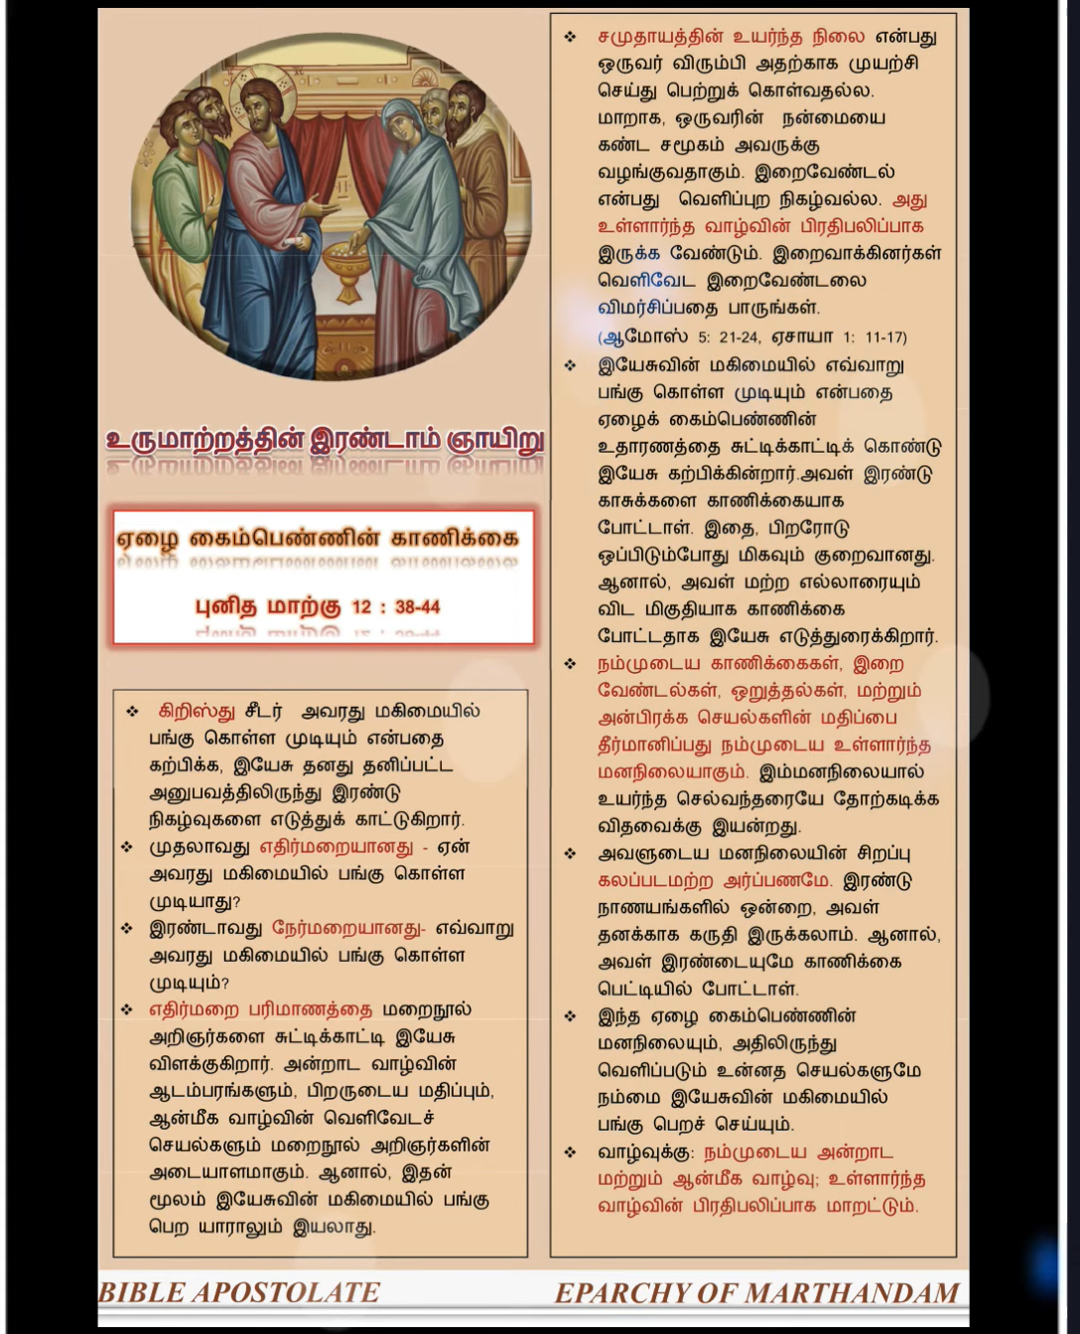 உருமாற்றத்தின் இரண்டாம் ஞாயிறு
ஏழை கைம்பெண்ணின் காணிக்கை
புனித மாற்கு 12 : 38-44
❖ கிறிஸ்து சீடர் அவரது மகிமையில்
பங்கு கொள்ள முடியும் என்பதை
கற்பிக்க, இயேசு தனது தனிப்பட்ட
அனுபவத்திலிருந்து இரண்டு
நிகழ்வுகளை எடுத்துக் காட்டுகிறார்.
❖ முதலாவது எதிர்மறையானது - ஏன்
அவரது மகிமையில் பங்கு கொள்ள
முடியாது?
❖ இரண்டாவது நேர்மறையானது- எவ்வாறு
அவரது மகிமையில் பங்கு கொள்ள
முடியும்?
❖ எதிர்மறை பரிமாணத்தை மறைநூல்
அறிஞர்களை சுட்டிக்காட்டி இயேசு
விளக்குகிறார். அன்றாட வாழ்வின்
ஆடம்பரங்களும், பிறருடைய மதிப்பும்,
ஆன்மீக வாழ்வின் வெளிவேடச்
செயல்களும் மறைநூல் அறிஞர்களின்
அடையாளமாகும். ஆனால், இதன்
மூலம் இயேசுவின் மகிமையில் பங்கு
பெற யாராலும் இயலாது.
❖ சமுதாயத்தின் உயர்ந்த நிலை என்பது
ஒருவர் விரும்பி அதற்காக முயற்சி
செய்து பெற்றுக் கொள்வதல்ல.
மாறாக, ஒருவரின் நன்மையை
கண்ட சமூகம் அவருக்கு
வழங்குவதாகும். இறைவேண்டல்
என்பது வெளிப்புற நிகழ்வல்ல. அது
உள்ளார்ந்த வாழ்வின் பிரதிபலிப்பாக
இருக்க வேண்டும். இறைவாக்கினர்கள்
வெளிவேட இறைவேண்டலை
விமர்சிப்பதை பாருங்கள்.
(ஆமோஸ் 5: 21-24, ஏசாயா 1: 11-17)
❖ இயேசுவின் மகிமையில் எவ்வாறு
பங்கு கொள்ள முடியும் என்பதை
ஏழைக் கைம்பெண்ணின்
உதாரணத்தை சுட்டிக்காட்டிக் கொண்டு
இயேசு கற்பிக்கின்றார்.அவள் இரண்டு
காசுக்களை காணிக்கையாக
போட்டாள். இதை, பிறரோடு
ஒப்பிடும்போது மிகவும் குறைவானது.
ஆனால், அவள் மற்ற எல்லாரையும்
விட மிகுதியாக காணிக்கை
போட்டதாக இயேசு எடுத்துரைக்கிறார்.
❖ நம்முடைய காணிக்கைகள், இறை
வேண்டல்கள், ஒறுத்தல்கள், மற்றும்
அன்பிரக்க செயல்களின் மதிப்பை
தீர்மானிப்பது நம்முடைய உள்ளார்ந்த
மனநிலையாகும். இம்மனநிலையால்
உயர்ந்த செல்வந்தரையே தோற்கடிக்க
விதவைக்கு இயன்றது.
❖ அவளுடைய மனநிலையின் சிறப்பு
கலப்படமற்ற அர்ப்பணமே. இரண்டு
நாணயங்களில் ஒன்றை, அவள்
தனக்காக கருதி இருக்கலாம். ஆனால்,
அவள் இரண்டையுமே காணிக்கை
பெட்டியில் போட்டாள்.
❖ இந்த ஏழை கைம்பெண்ணின்
மனநிலையும், அதிலிருந்து
வெளிப்படும் உன்னத செயல்களுமே
நம்மை இயேசுவின் மகிமையில்
பங்கு பெறச் செய்யும்.
❖ வாழ்வுக்கு: நம்முடைய அன்றாட
மற்றும் ஆன்மீக வாழ்வு; உள்ளார்ந்த
வாழ்வின் பிரதிபலிப்பாக மாறட்டும்.
BIBLE APOSTOLATE
EPARCHY OF MARTHANDAM